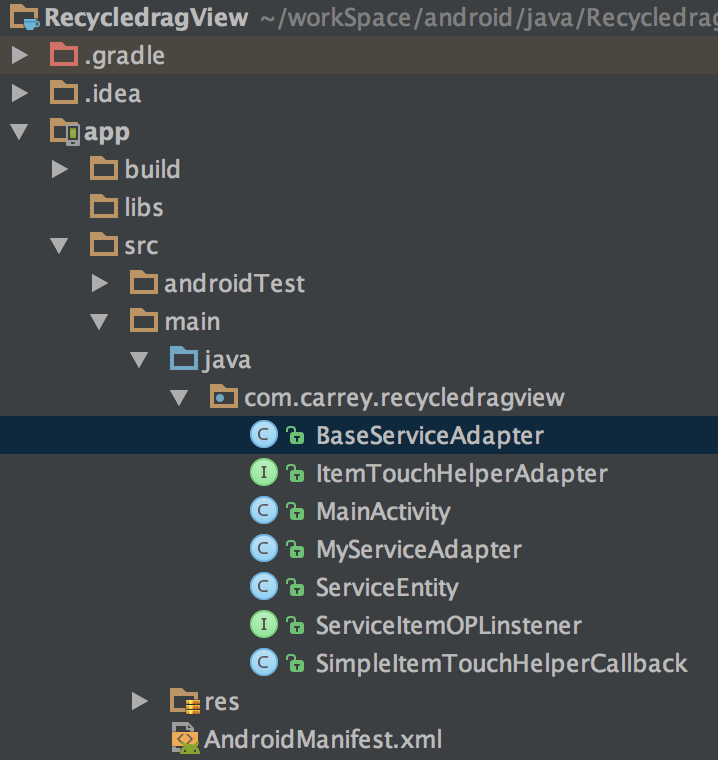 RecycledragView ~/workSpace/android/java/Recycledrag
.gradle
.idea
app
build
libs
src
androidTest
main
java
com.carrey.recycledragview
C BaseServiceAdapter
I ItemTouchHelperAdapter
C MainActivity
C MyServiceAdapter
C ServiceEntity
I ServiceItemOPLinstener
C SimpleItemTouchHelperCallback
res
AndroidManifest.xml